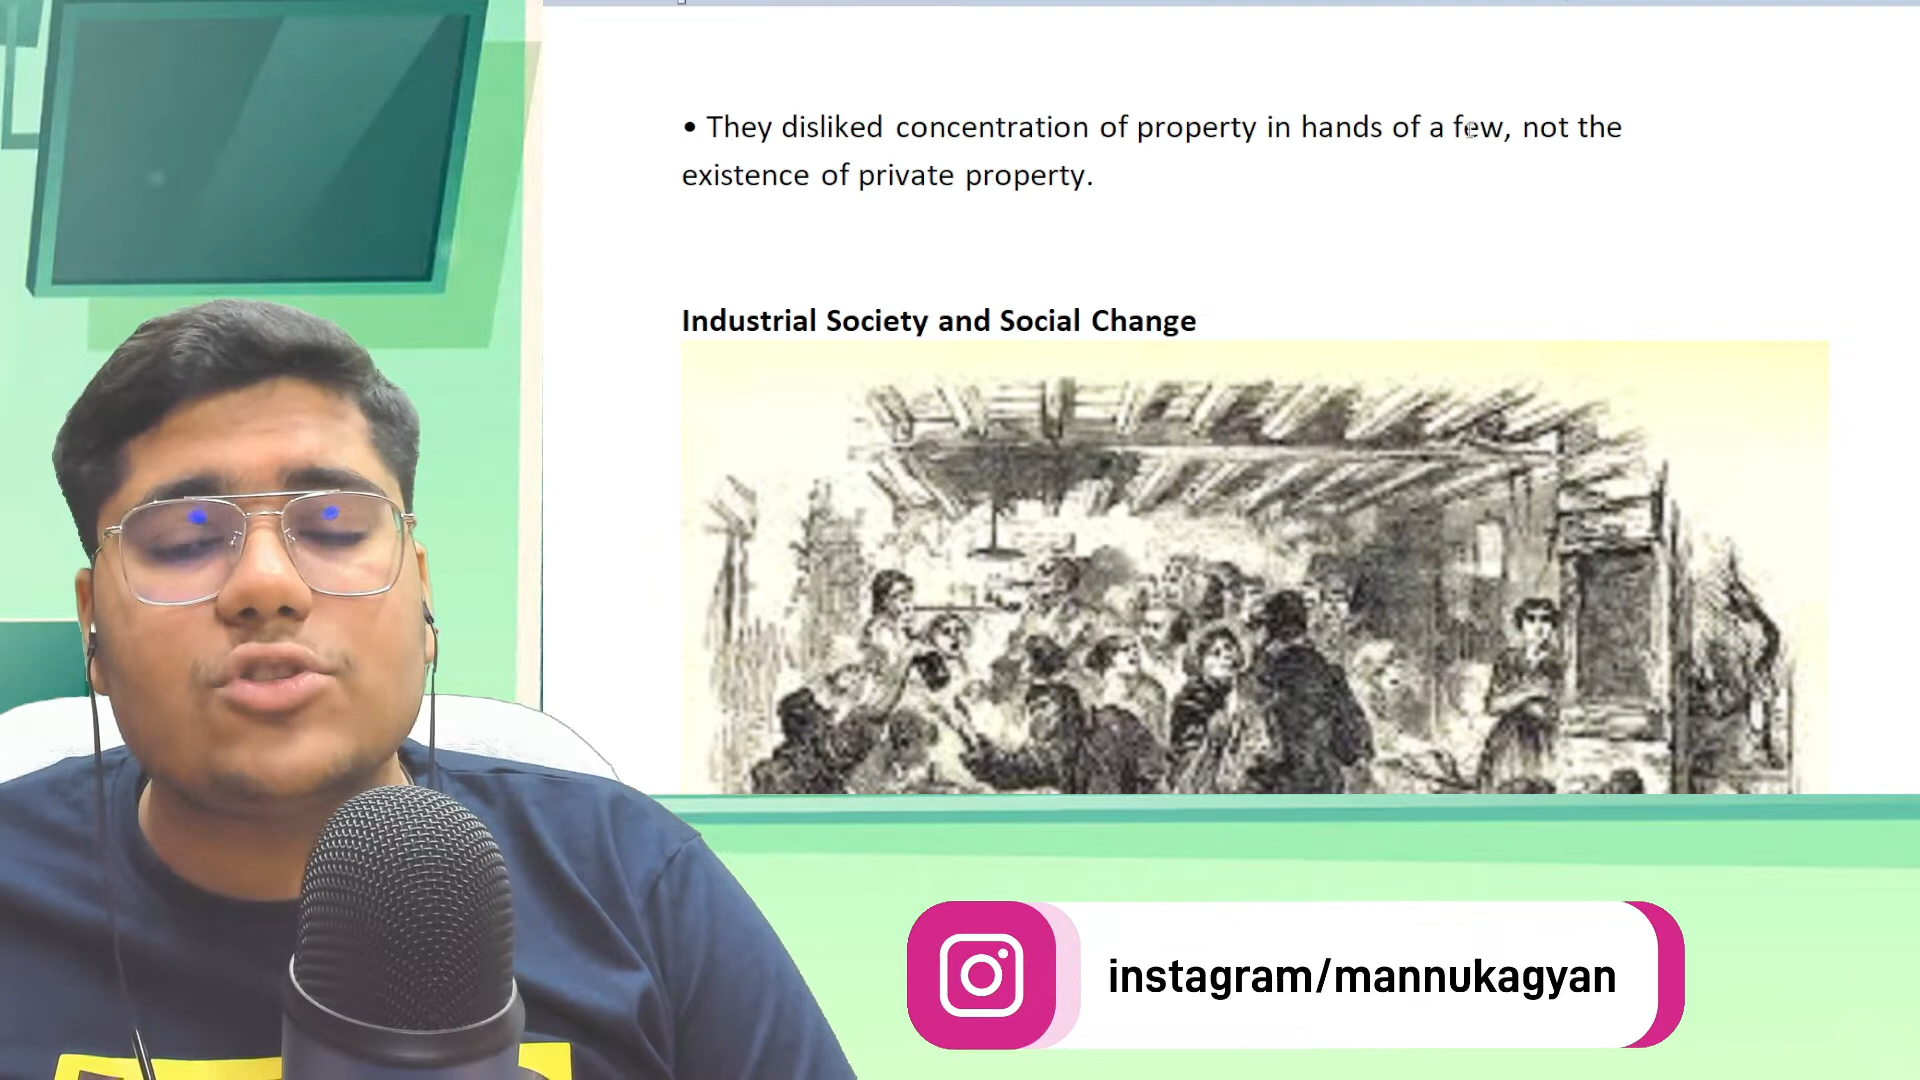 • They disliked concentration of property in hands of a few, not the
existence of private property.
Industrial Society and Social Change
instagram/mannukagyan